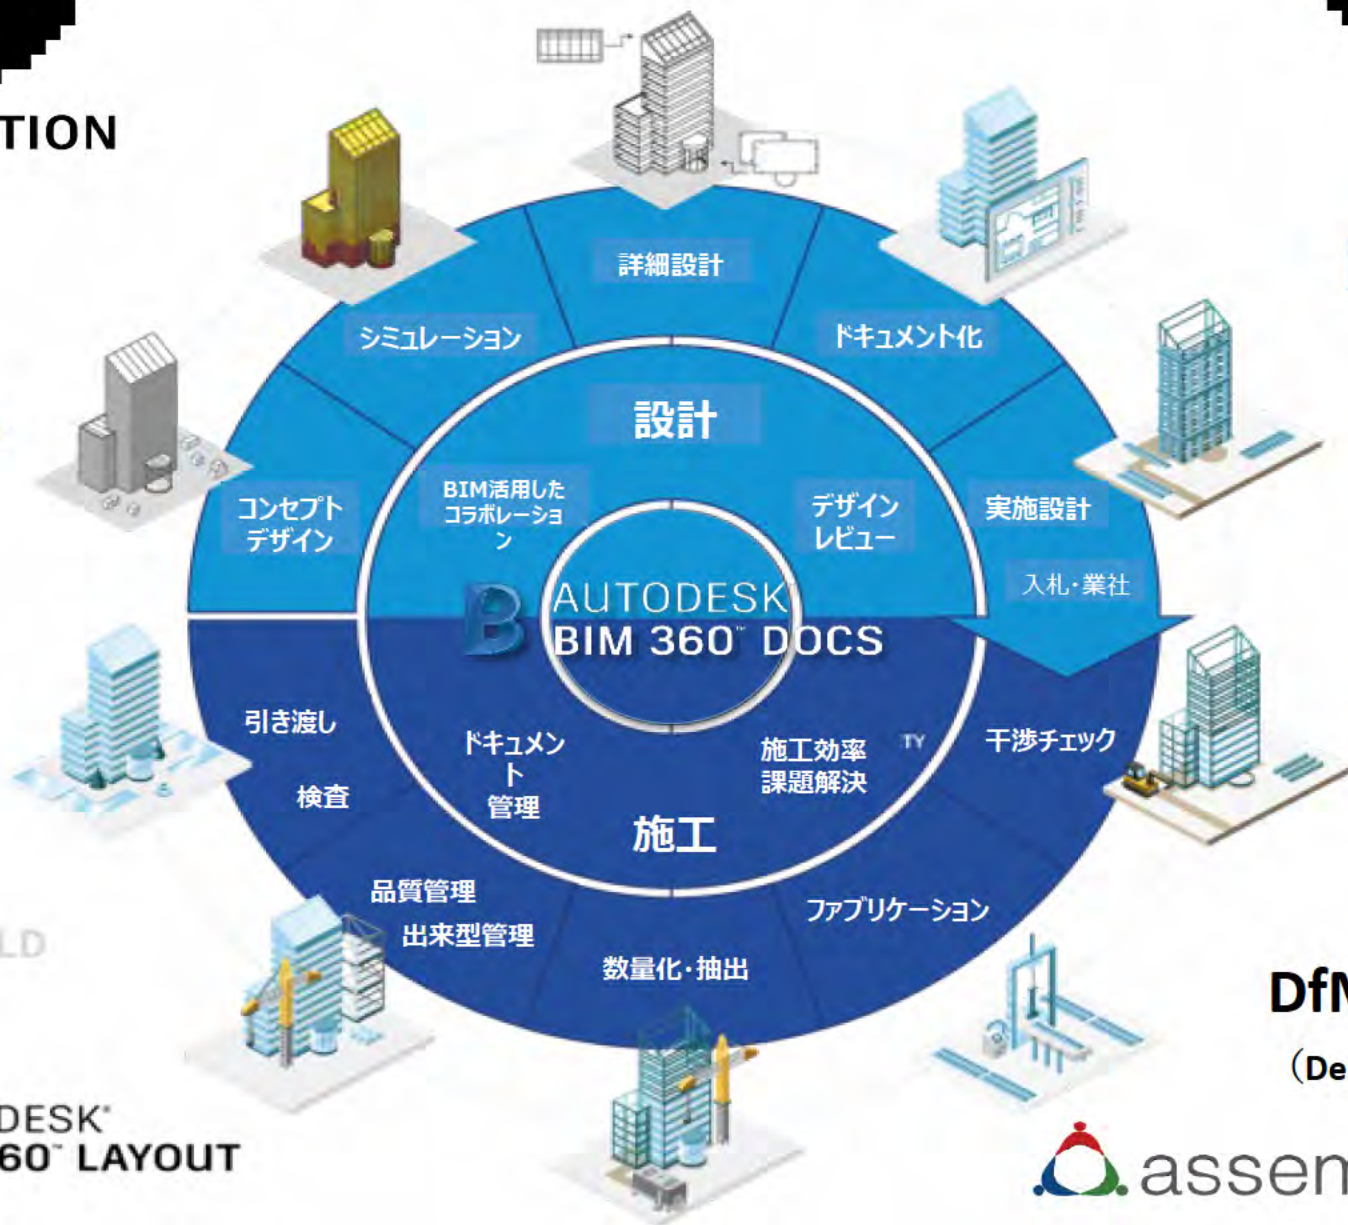 TION
詳細設計
シミュレーション
ドキュメント化
設計
コンセプト
デザイン
BIM活用した
コラボレーショ
ン
デザイン
レビュー
実施設計
入札・業社
B
AUTODESK
BIM 360™ DOCS
引き渡し
検査
ドキュメン
ト
管理
施工効率
課題解決
TY
干渉チェック
施工
品質管理
出来型管理
数量化・抽出
ファブリケーション
LD
DfM
（De
DESK®
60™ LAYOUT
assem